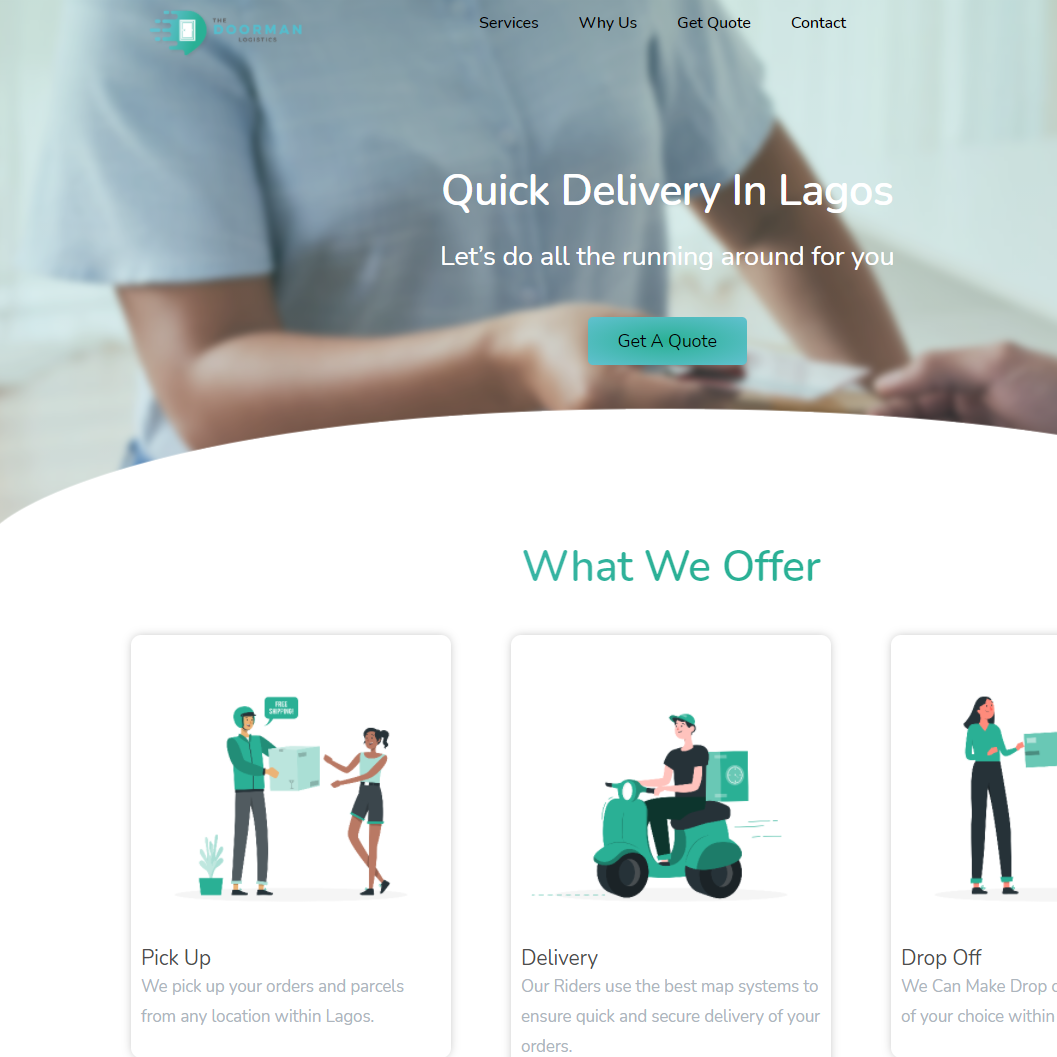 THE
DOORMAN
LOGISTICS
Services
Why Us
Get Quote
Contact
Quick Delivery In Lagos
Let’s do all the running around for you
Get A Quote
What We Offer
FREE
SHIPPING!
Pick Up
We pick up your orders and parcels
from any location within Lagos.
Delivery
Our Riders use the best map systems to
ensure quick and secure delivery of your
orders.
Drop Off
We Can Make Drop
of your choice within